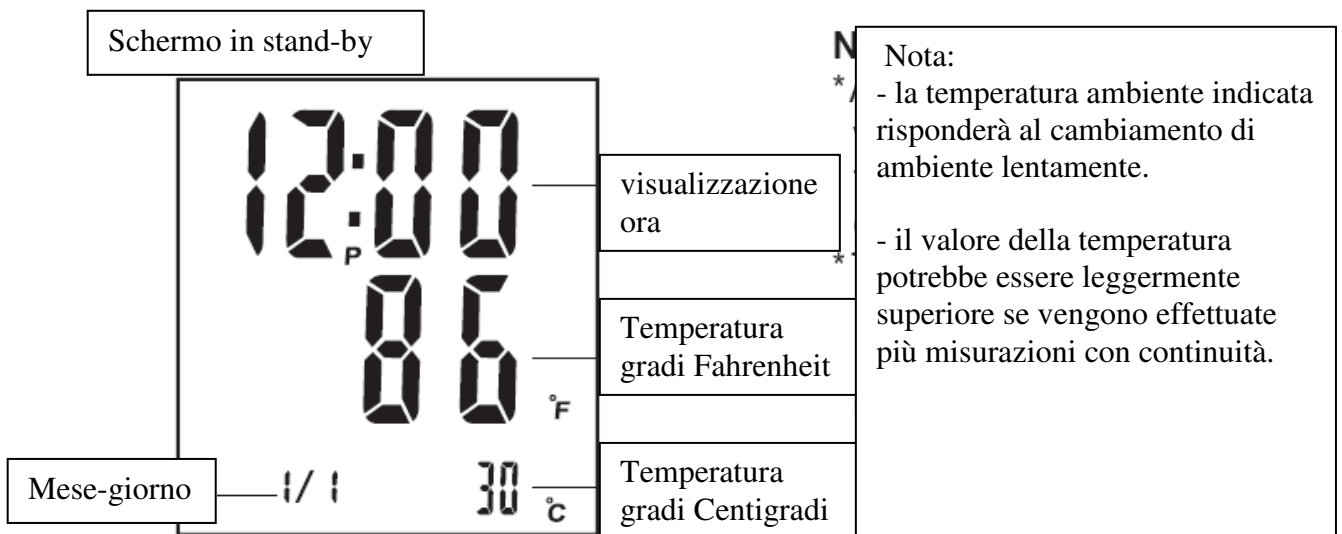 Schermo in stand-by
12:00
P
86
°F
1/1
30
°C
Mese-giorno
visualizzazione
ora
Temperatura
gradi Fahrenheit
Temperatura
gradi Centigradi
N
Nota:
- la temperatura ambiente indicata
risponderà al cambiamento di
ambiente lentamente.
- il valore della temperatura
potrebbe essere leggermente
superiore se vengono effettuate
più misurazioni con continuità.